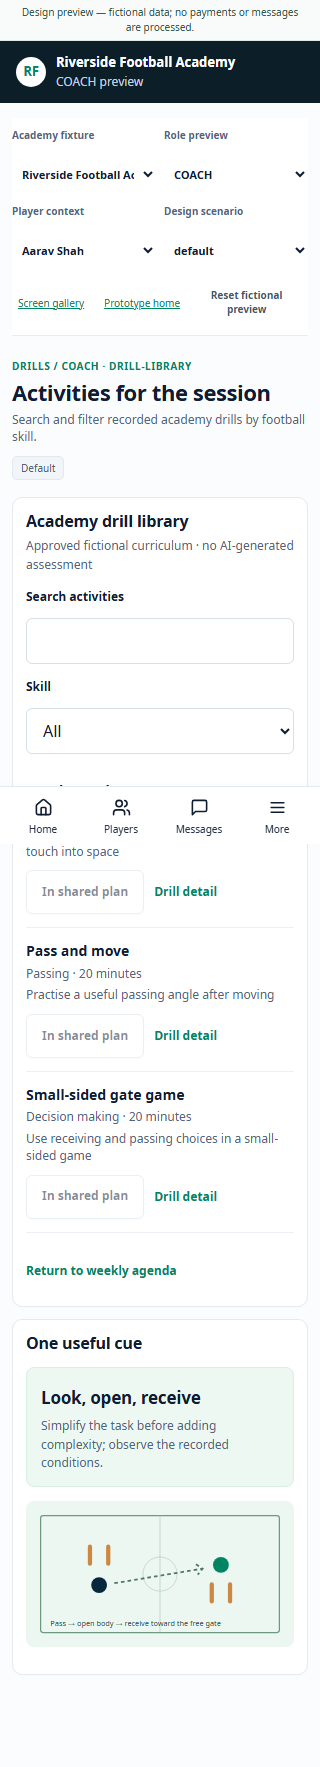 Design preview — fictional data; no payments or messages
are processed.
RF
Riverside Football Academy
COACH preview
Academy fixture
Role preview
Riverside Football Ac
COACH
Player context
Design scenario
Aarav Shah
default
Screen gallery
Prototype home
Reset fictional
preview
DRILLS / COACH · DRILL-LIBRARY
Activities for the session
Search and filter recorded academy drills by football
skill.
Default
Academy drill library
Approved fictional curriculum · no AI-generated
assessment
Search activities
Skill
All
Home
Players
Messages
More
touch into space
In shared plan
Drill detail
Pass and move
Passing · 20 minutes
Practise a useful passing angle after moving
In shared plan
Drill detail
Small-sided gate game
Decision making · 20 minutes
Use receiving and passing choices in a small-
sided game
In shared plan
Drill detail
Return to weekly agenda
One useful cue
Look, open, receive
Simplify the task before adding
complexity; observe the recorded
conditions.
Pass → open body → receive toward the free gate